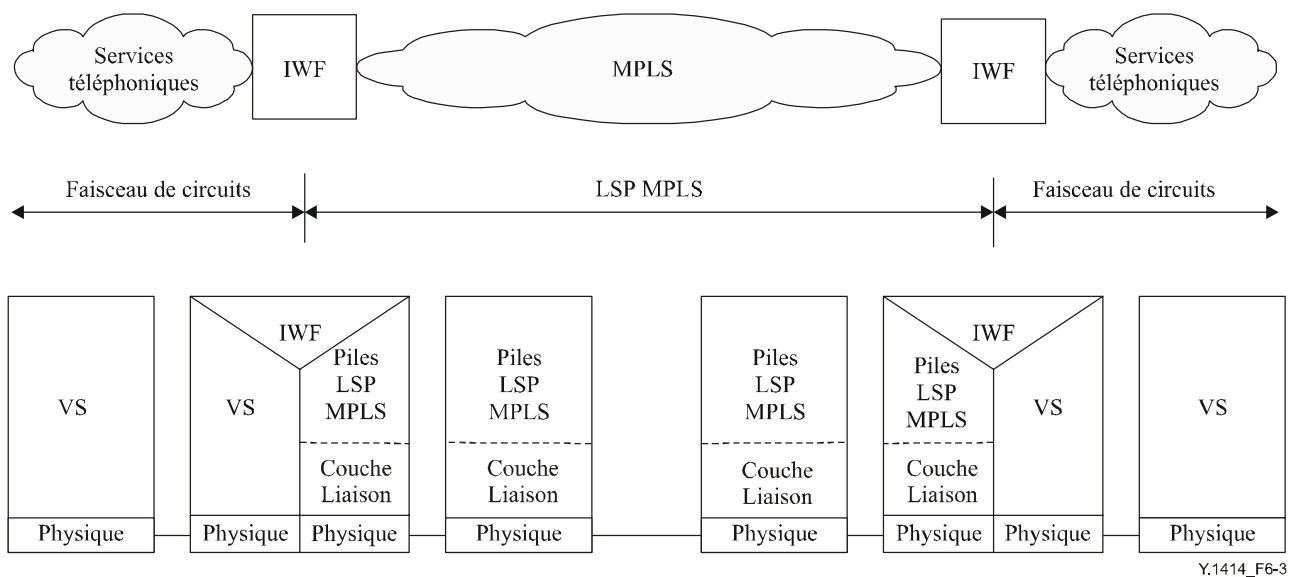 Services
téléphoniques
IWF
MPLS
IWF
Services
téléphoniques
Faisceau de circuits
LSP MPLS
Faisceau de circuits
VS
IWF
VS
Piles
LSP
MPLS
Couche
Liaison
Piles
LSP
MPLS
Couche
Liaison
Piles
LSP
MPLS
Couche
Liaison
IWF
Piles
LSP
MPLS
Couche
Liaison
VS
VS
Physique
Physique
Physique
Physique
Physique
Physique
Physique
Physique
Y.1414_F6-3